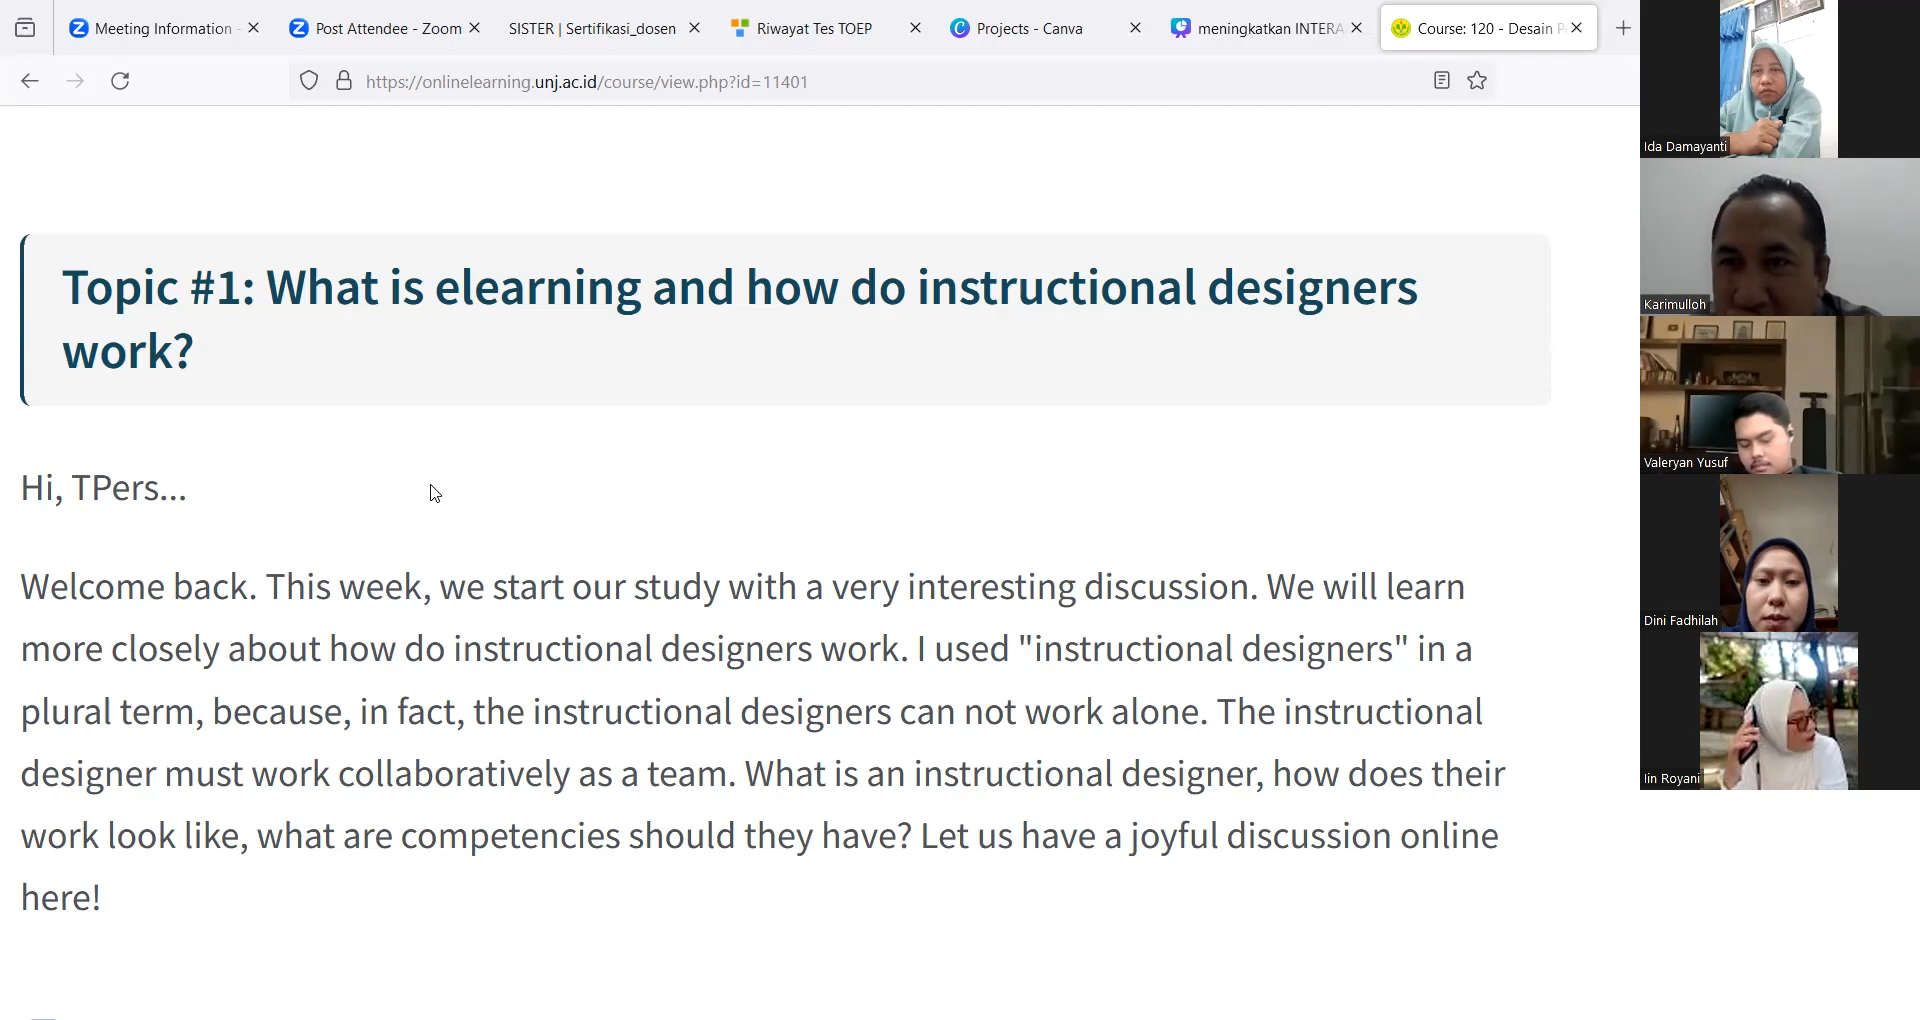 Meeting Information -
Post Attendee - Zoom
SISTER | Sertifikasi_dosen
Riwayat Tes TOEP
Projects - Canva
meningkatkan INTERA
Course: 120 - Desain P
https://onlinelearning.unj.ac.id/course/view.php?id=11401
Topic #1: What is elearning and how do instructional designers
work?
Hi, TPers...
Welcome back. This week, we start our study with a very interesting discussion. We will learn
more closely about how do instructional designers work. I used "instructional designers" in a
plural term, because, in fact, the instructional designers can not work alone. The instructional
designer must work collaboratively as a team. What is an instructional designer, how does their
work look like, what are competencies should they have? Let us have a joyful discussion online
here!
Ida Damayanti
Karimulloh
Valeryan Yusuf
Dini Fadhilah
Iin Royani